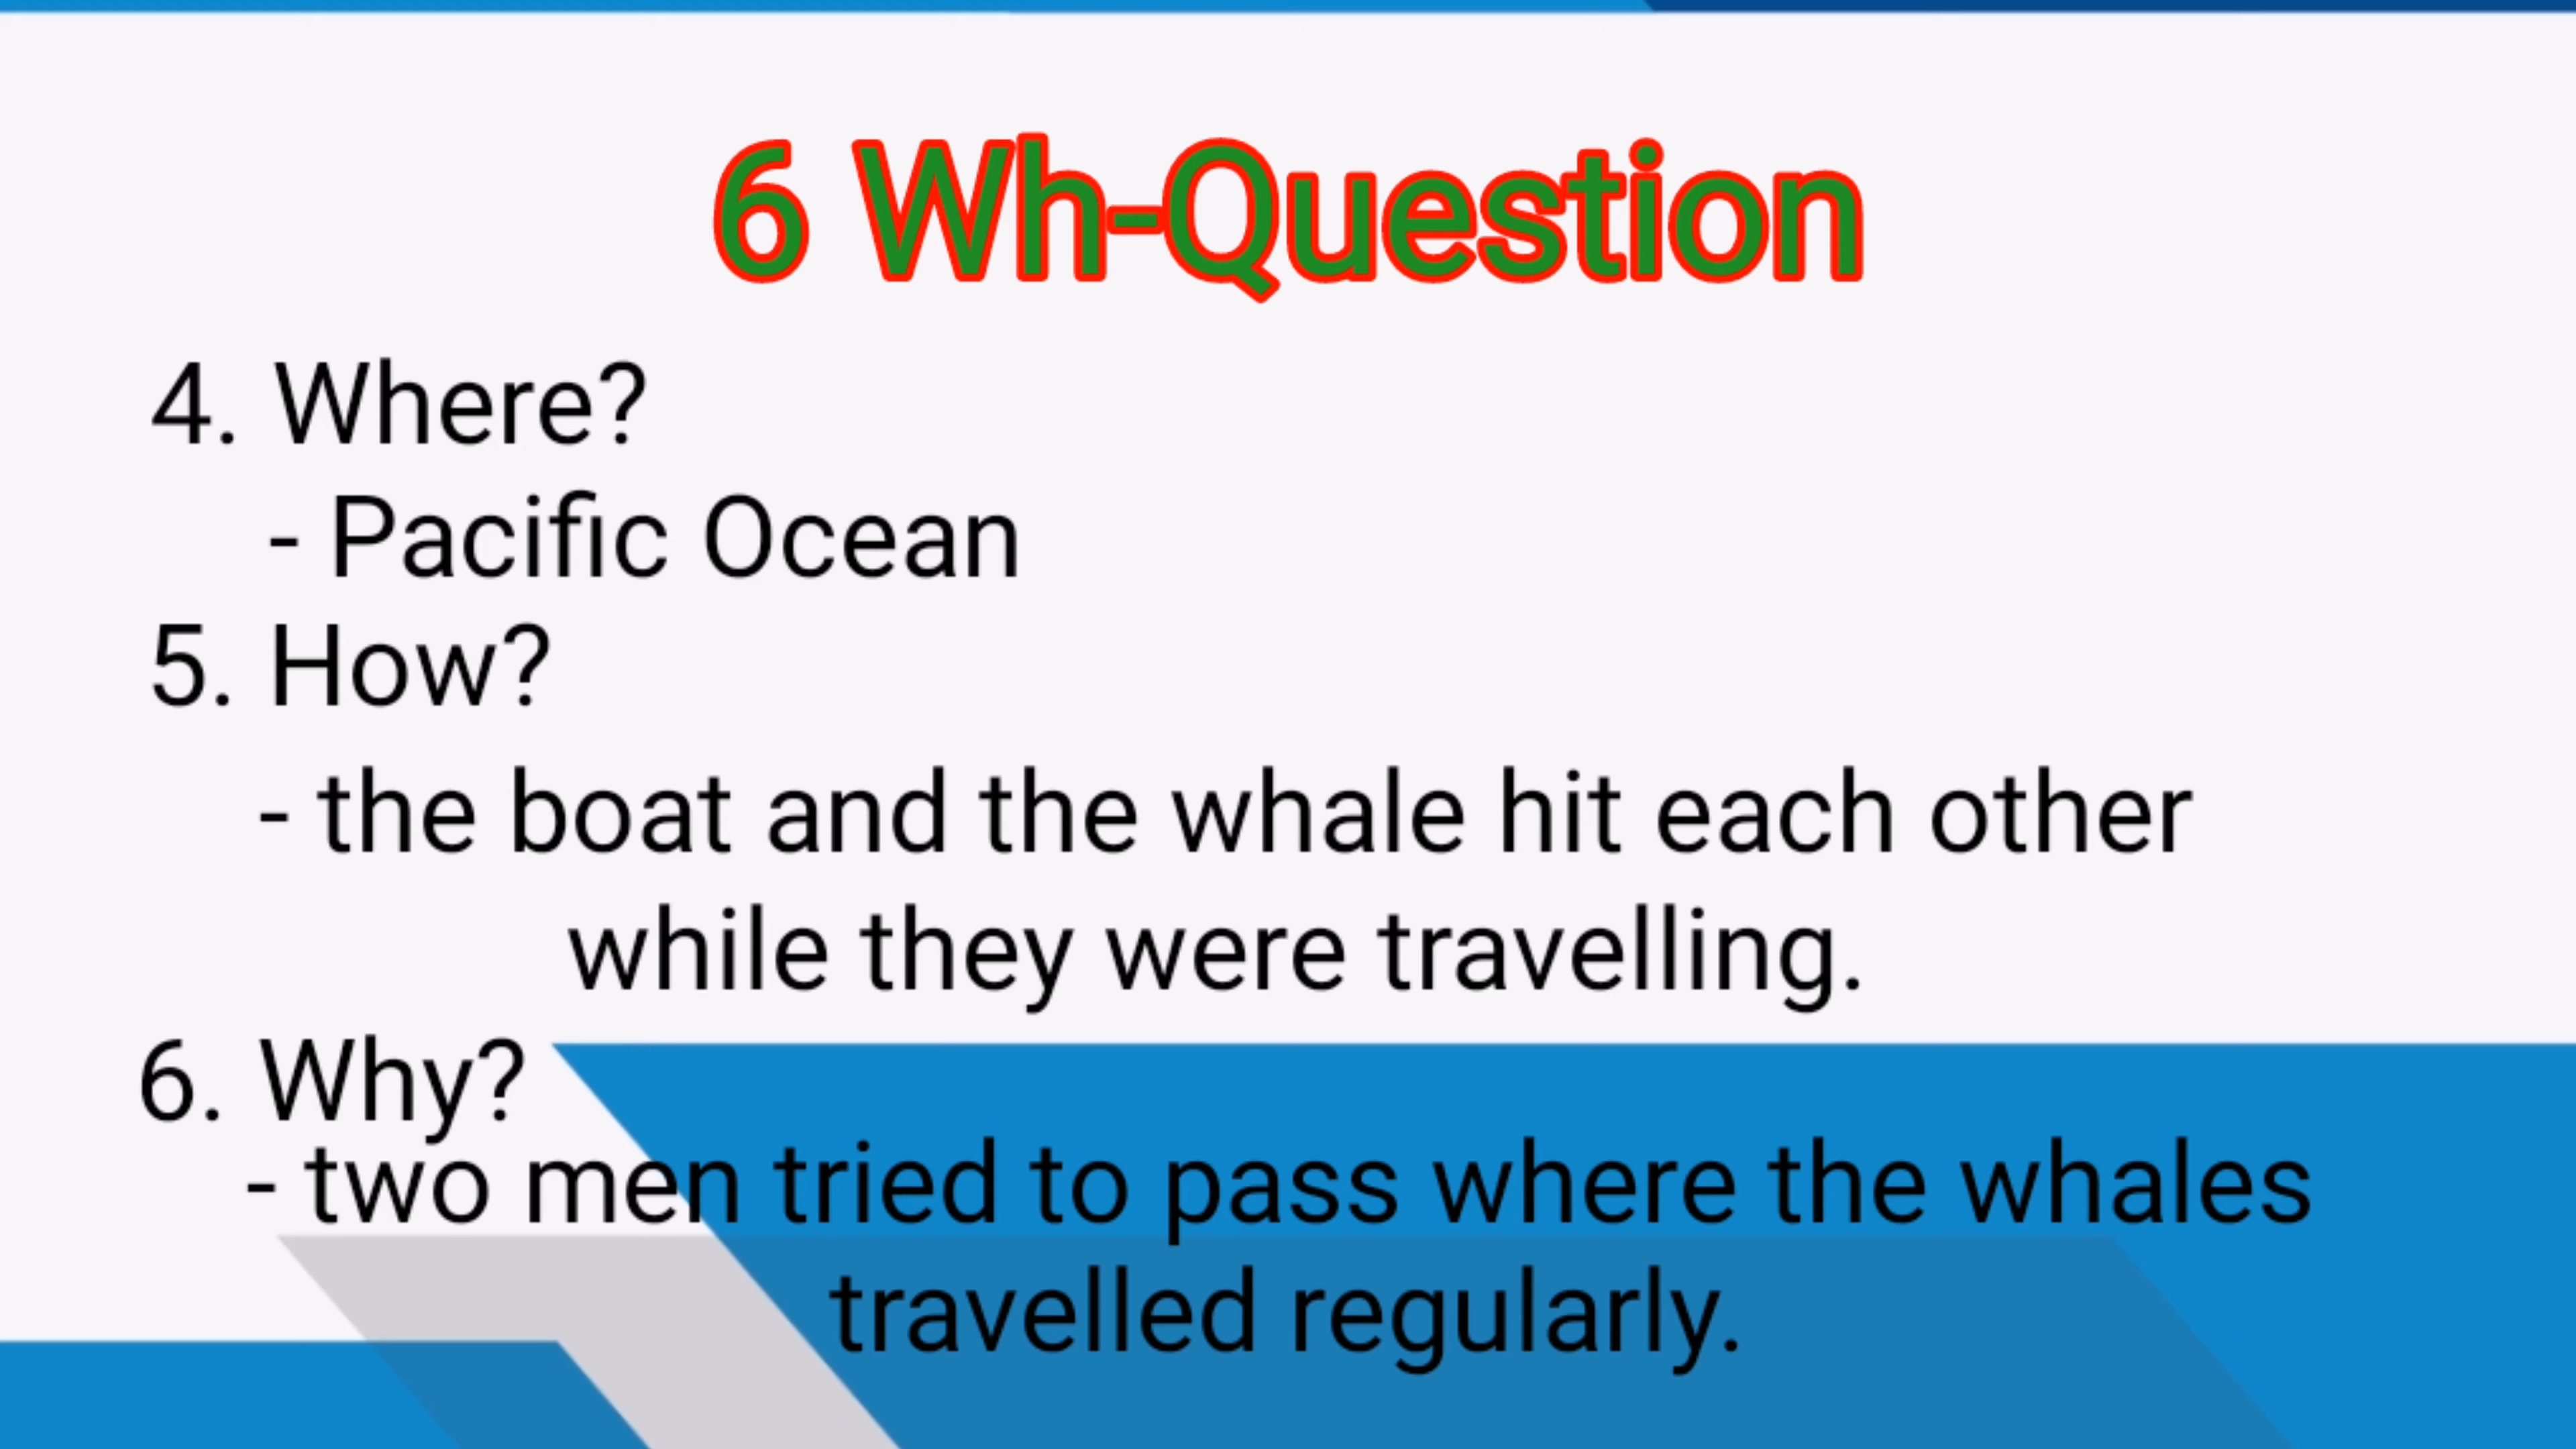 6 Wh-Question
4. Where?
- Pacific Ocean
5. How?
- the boat and the whale hit each other
while they were travelling.
6. Why?
- two men tried to pass where the whales
travelled regularly.